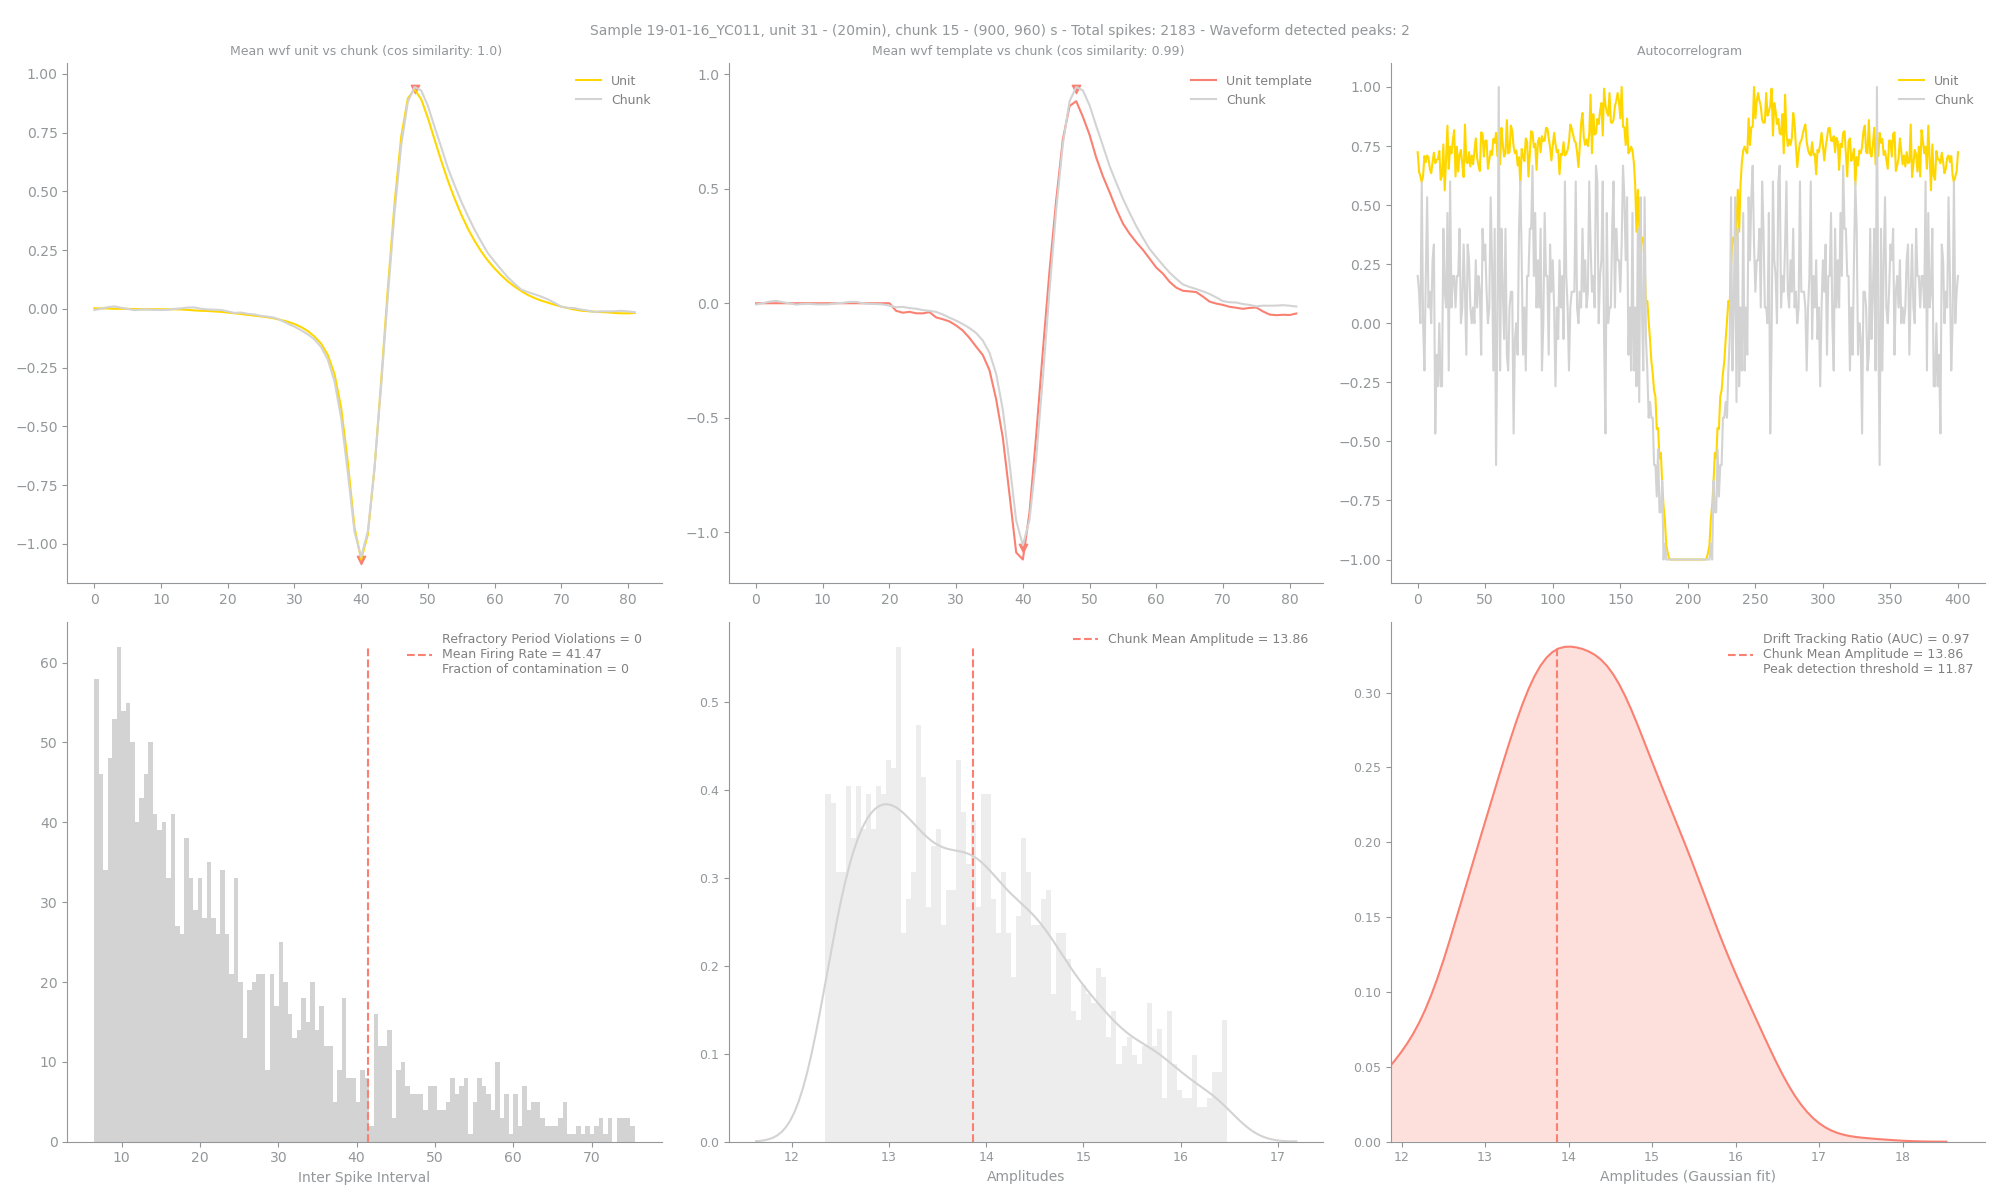 Sample 19-01-16_YC011, unit 31 - (20min), chunk 15 - (900, 960) s - Total spikes: 2183 - Waveform detected peaks: 2
Mean wvf unit vs chunk (cos similarity: 1.0)
1.00
0.75
0.50
0.25
0.00
−0.25
−0.50
−0.75
−1.00
0 10 20 30 40 50 60 70 80
Unit
Chunk
Mean wvf template vs chunk (cos similarity: 0.99)
1.0
0.5
0.0
−0.5
−1.0
0 10 20 30 40 50 60 70 80
Unit template
Chunk
Autocorrelogram
1.00
0.75
0.50
0.25
0.00
−0.25
−0.50
−0.75
−1.00
0 50 100 150 200 250 300 350 400
Unit
Chunk
60
50
40
30
20
10
0
10 20 30 40 50 60 70
Inter Spike Interval
Refractory Period Violations = 0
Mean Firing Rate = 41.47
Fraction of contamination = 0
0.5
0.4
0.3
0.2
0.1
0.0
12 13 14 15 16 17
Amplitudes
Chunk Mean Amplitude = 13.86
0.30
0.25
0.20
0.15
0.10
0.05
0.00
12 13 14 15 16 17 18
Amplitudes (Gaussian fit)
Drift Tracking Ratio (AUC) = 0.97
Chunk Mean Amplitude = 13.86
Peak detection threshold = 11.87